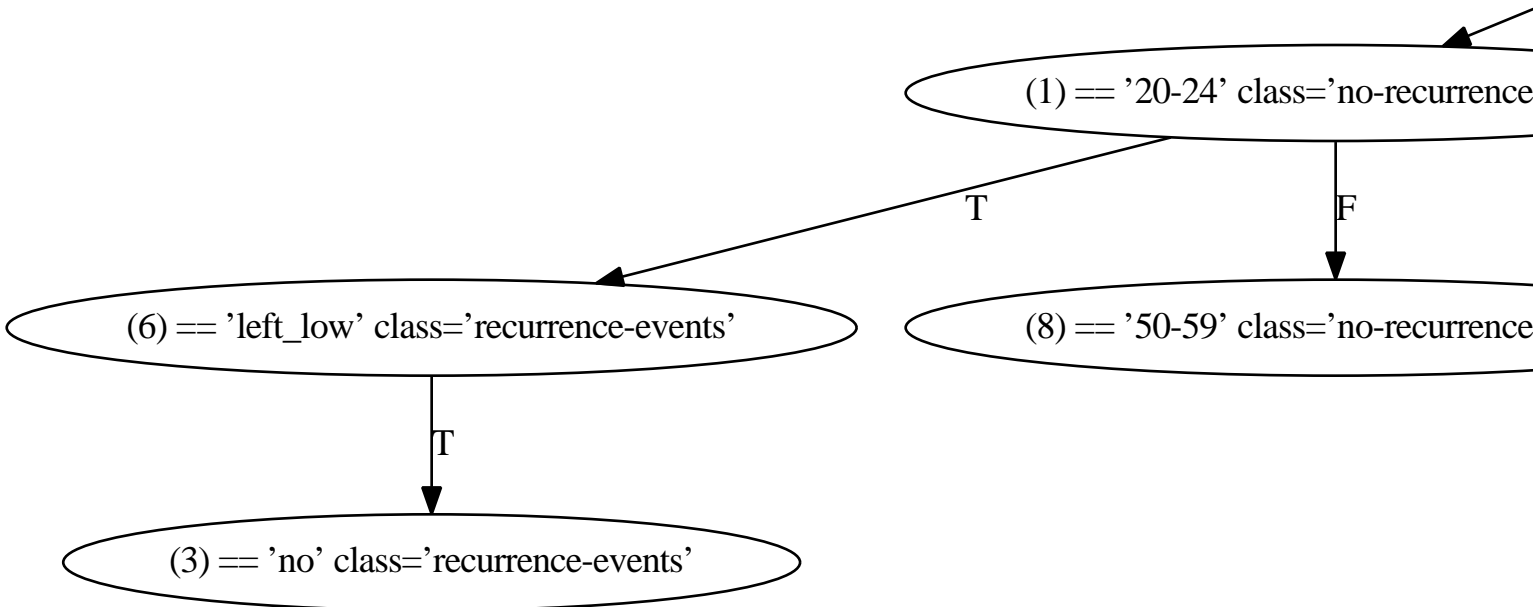 (1) == ’20-24’ class=’no-recurrence
T
F
(6) == ’left_low’ class=’recurrence-events’
(8) == ’50-59’ class=’no-recurrence
T
(3) == ’no’ class=’recurrence-events’